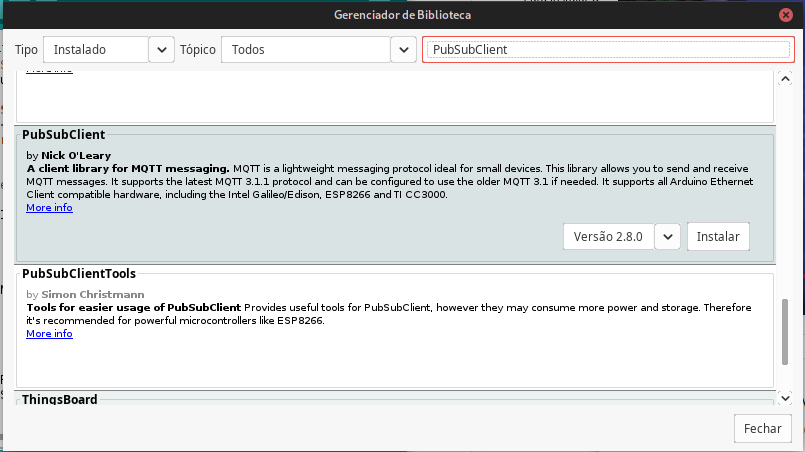 Gerenciador de Biblioteca
Tipo Instalado Tópico Todos PubSubClient
More info
PubSubClient
by Nick O'Leary
A client library for MQTT messaging. MQTT is a lightweight messaging protocol ideal for small devices. This library allows you to send and receive
MQTT messages. It supports the latest MQTT 3.1.1 protocol and can be configured to use the older MQTT 3.1 if needed. It supports all Arduino Ethernet
Client compatible hardware, including the Intel Galileo/Edison, ESP8266 and TI CC3000.
More info
Versão 2.8.0 Instalar
PubSubClientTools
by Simon Christmann
Tools for easier usage of PubSubClient Provides useful tools for PubSubClient, however they may consume more power and storage. Therefore
it's recommended for powerful microcontrollers like ESP8266.
More info
ThingsBoard
Fechar